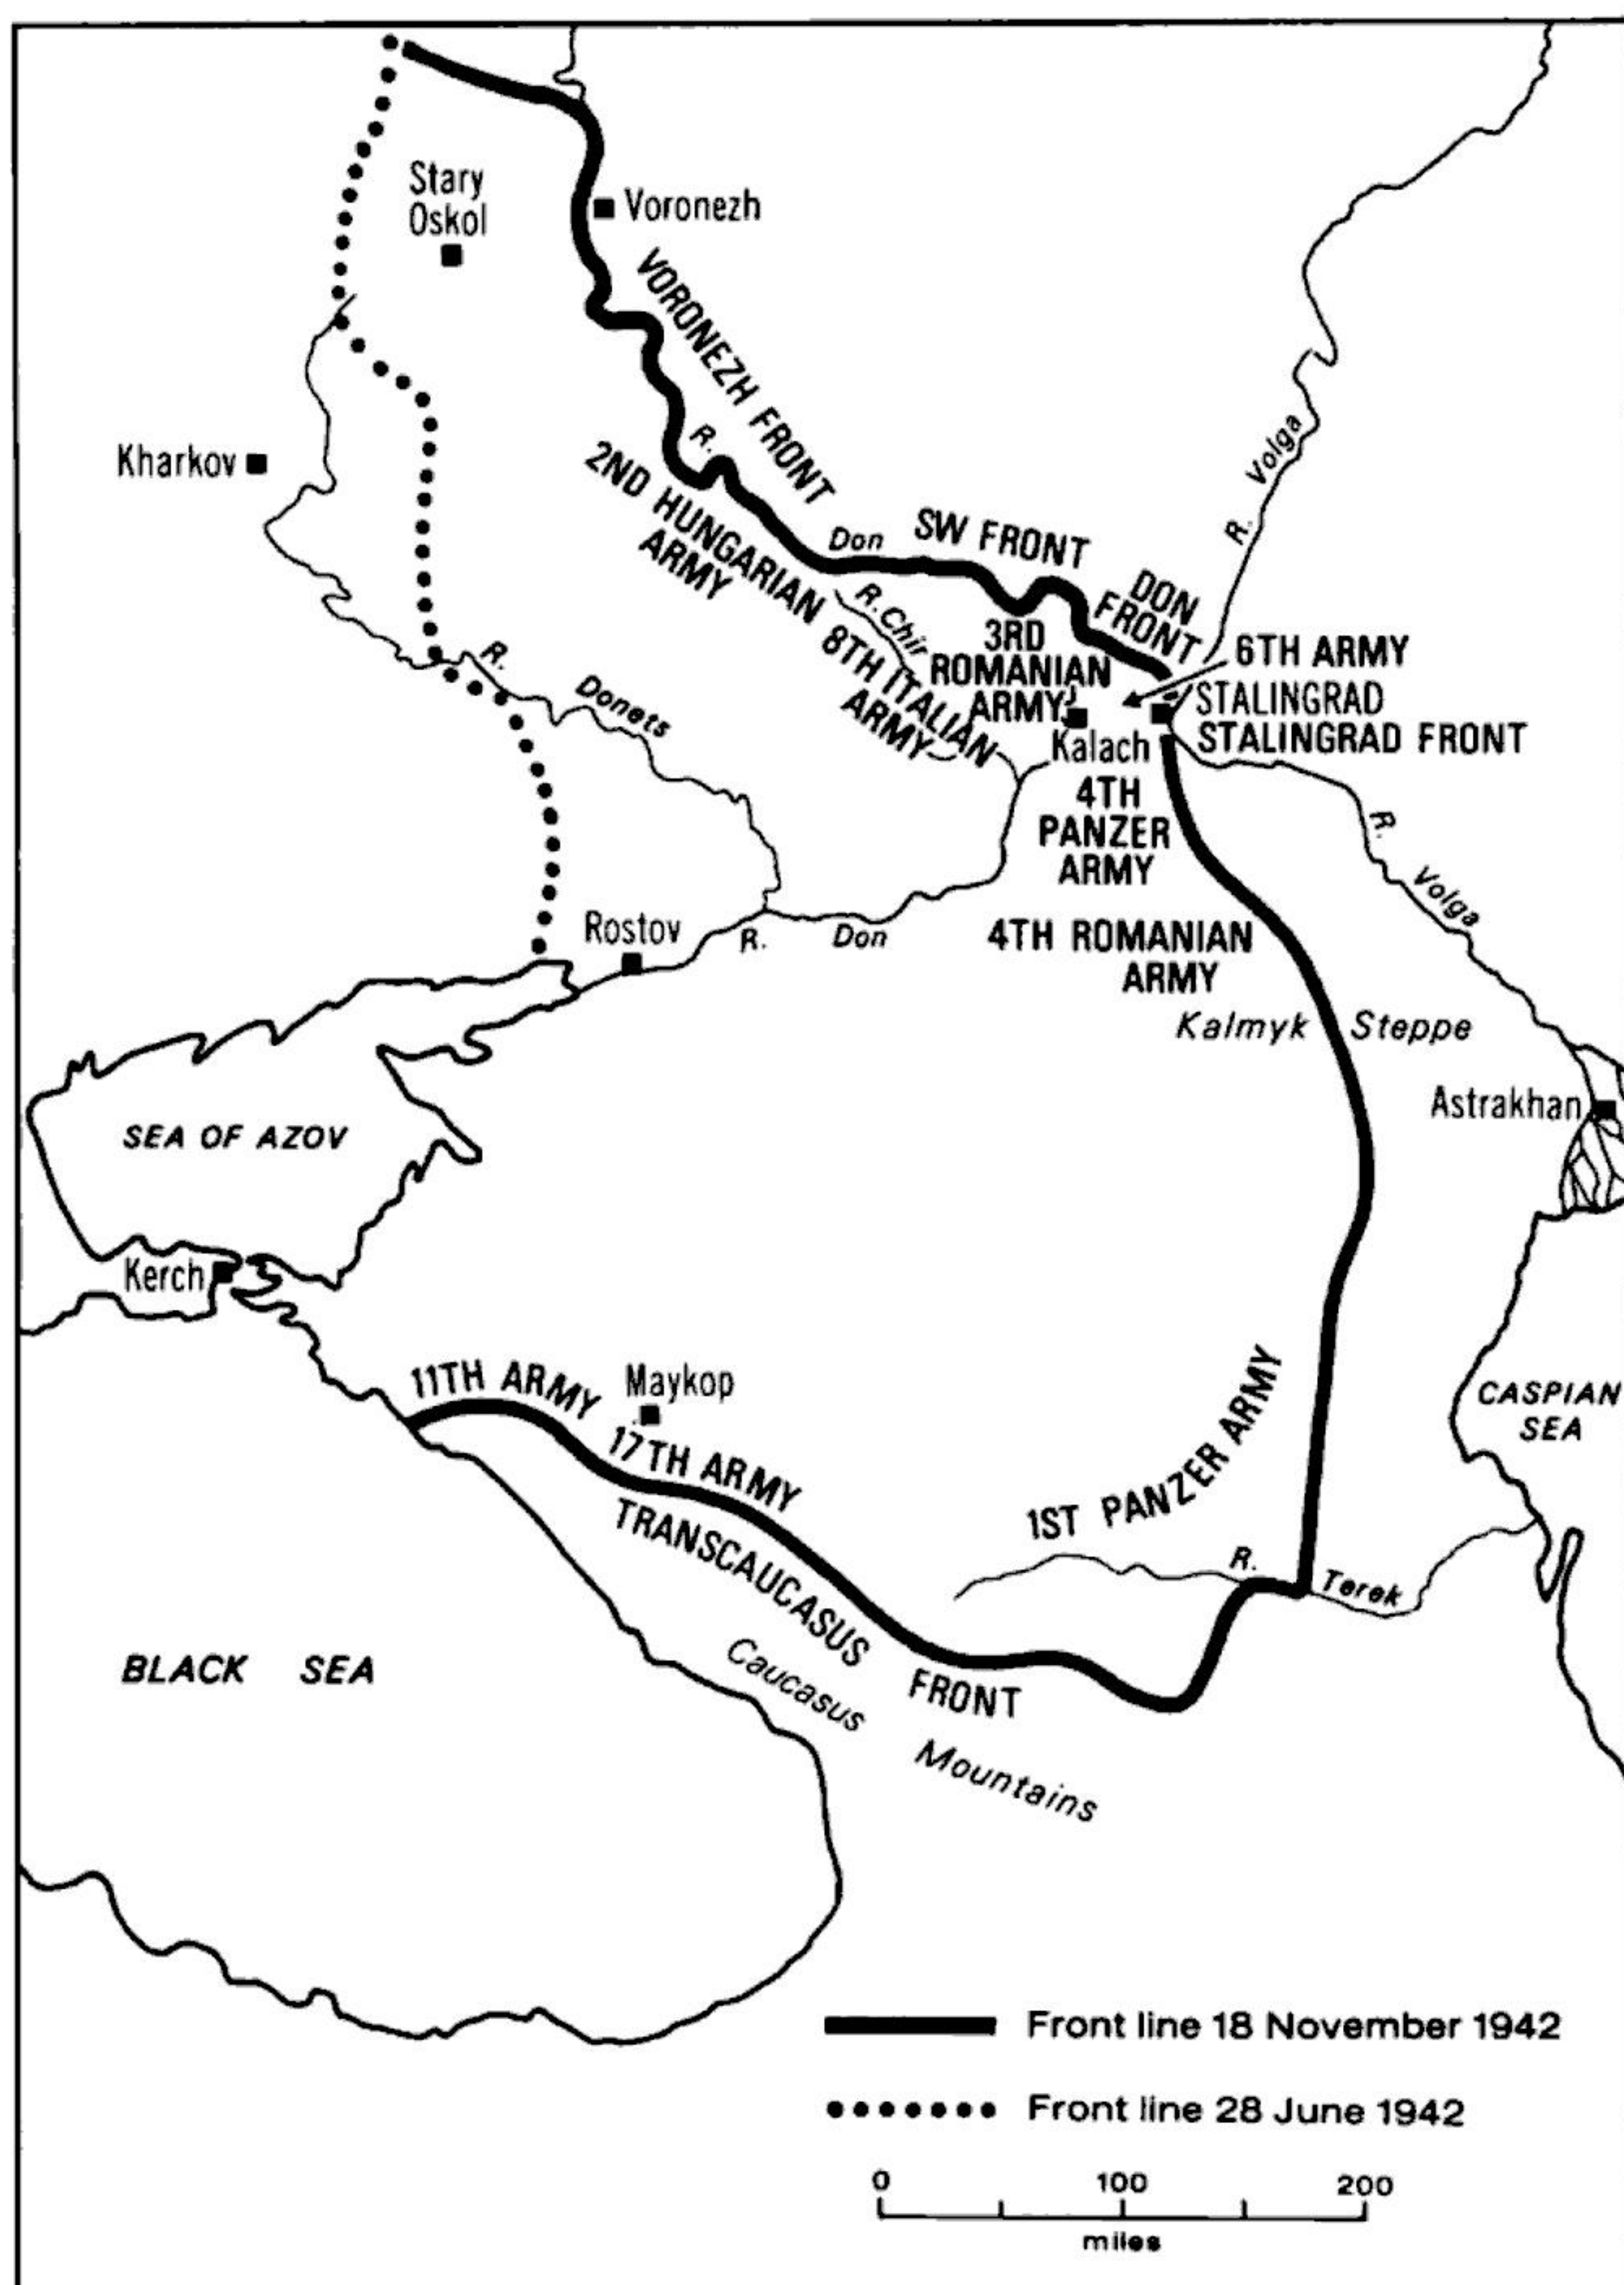 Stary
Oskol
Voronezh
VORONEZH FRONT
Kharkov
R.
Don
2ND HUNGARIAN
ARMY
SW FRONT
DON
FRONT
R. Volga
R. Chir
8TH ITALIAN
ARMY
3RD
ROMANIAN
ARMY
6TH ARMY
STALINGRAD
STALINGRAD FRONT
Kalach
R. Donets
4TH
PANZER
ARMY
R. Volga
Rostov
R. Don
4TH ROMANIAN
ARMY
Kalmyk Steppe
Astrakhan
SEA OF AZOV
Kerch
11TH ARMY
Maykop
17TH ARMY
TRANSCAUCASUS FRONT
1ST PANZER ARMY
CASPIAN
SEA
R. Terek
BLACK SEA
Caucasus Mountains
Front line 18 November 1942
Front line 28 June 1942
0 100 200
miles